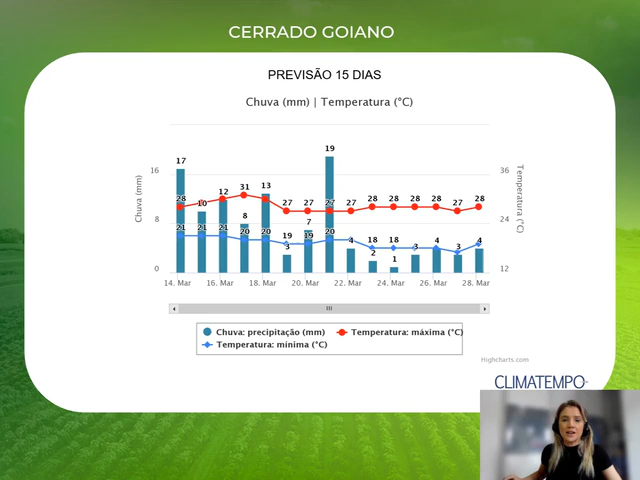 CERRADO GOIANO
PREVISÃO 15 DIAS
Chuva (mm) | Temperatura (°C)
19
17
16
36
31
13
12
28
10
27 27 27 27 28 28 28 28 27 28
Chuva (mm)
Temperatura (°C)
8
24
8
7
21 21 21 20 20 19 19 20
18 18
3
4
2
1
3
4
3
4
0
12
14. Mar 16. Mar 18. Mar 20. Mar 22. Mar 24. Mar 26. Mar 28. Mar
Chuva: precipitação (mm) Temperatura: máxima (°C)
Temperatura: mínima (°C)
Highcharts.com
CLIMATEMPO